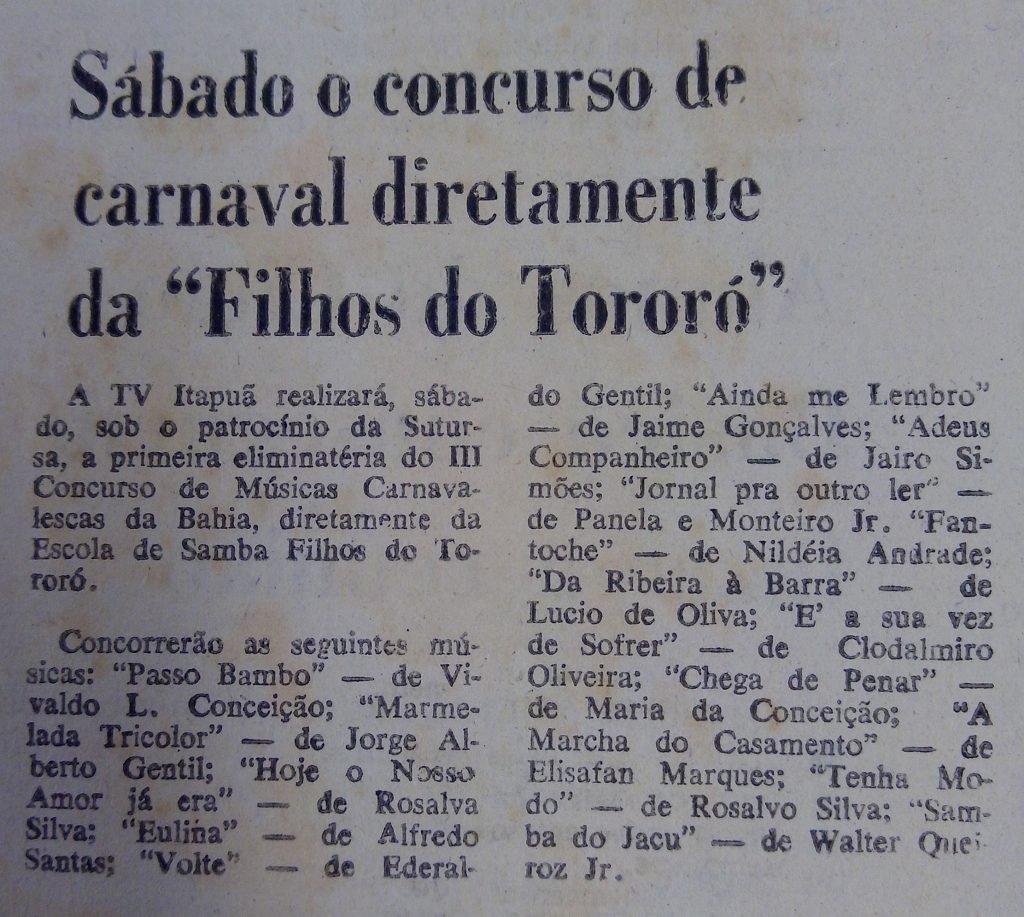 Sábado o concurso de
carnaval diretamente
da “Filhos do Tororó”
A TV Itapuã realizará, sába-
do, sob o patrocínio da Sutur-
sa, a primeira eliminatéria do III
Concurso de Músicas Carnava-
lescas da Bahia, diretamente da
Escola de Samba Filhos do To-
roró.
Concorrerão as seguintes mú-
sicas: “Passo Bambo” — de Vi-
valdo L. Conceição; “Marme-
lada Tricolor” — de Jorge Al-
berto Gentil; “Hoje o Nosso
Amor já era” — de Rosalva
Silva; “Eulina” — de Alfredo
Santas; “Volte” — de Ederal-
do Gentil; “Ainda me Lembro”
— de Jaime Gonçalves; “Adeus
Companheiro” — de Jairo Si-
mões; “Jornal pra outro ler” —
de Panela e Monteiro Jr. “Fan-
toche” — de Nildéia Andrade;
“Da Ribeira à Barra” — de
Lucio de Oliva; “E' a sua vez
de Sofrer” — de Clodalmiro
Oliveira; “Chega de Penar” —
de Maria da Conceição; “A
Marcha do Casamento” — de
Elisafan Marques; “Tenha Mo-
do” — de Rosalvo Silva; “Sam-
ba do Jacu” — de Walter Quei-
roz Jr.